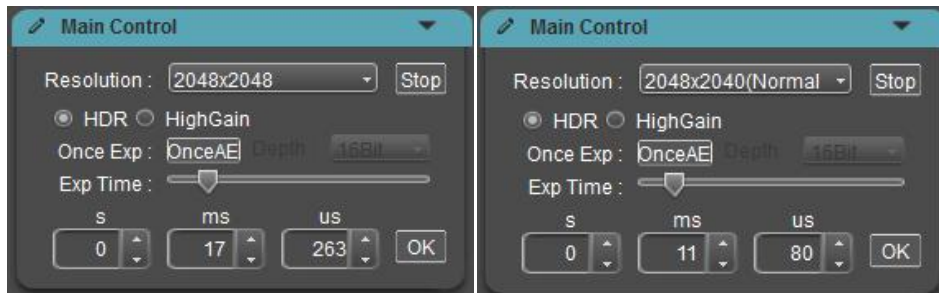 Main Control
Resolution : 2048x2048 Stop
HDR HighGain
Once Exp : OnceAE Depth : 16Bit
Exp Time :
s ms us
0 17 263 OK
Main Control
Resolution : 2048x2040(Normal Stop
HDR HighGain
Once Exp : OnceAE Depth : 16Bit
Exp Time :
s ms us
0 11 80 OK